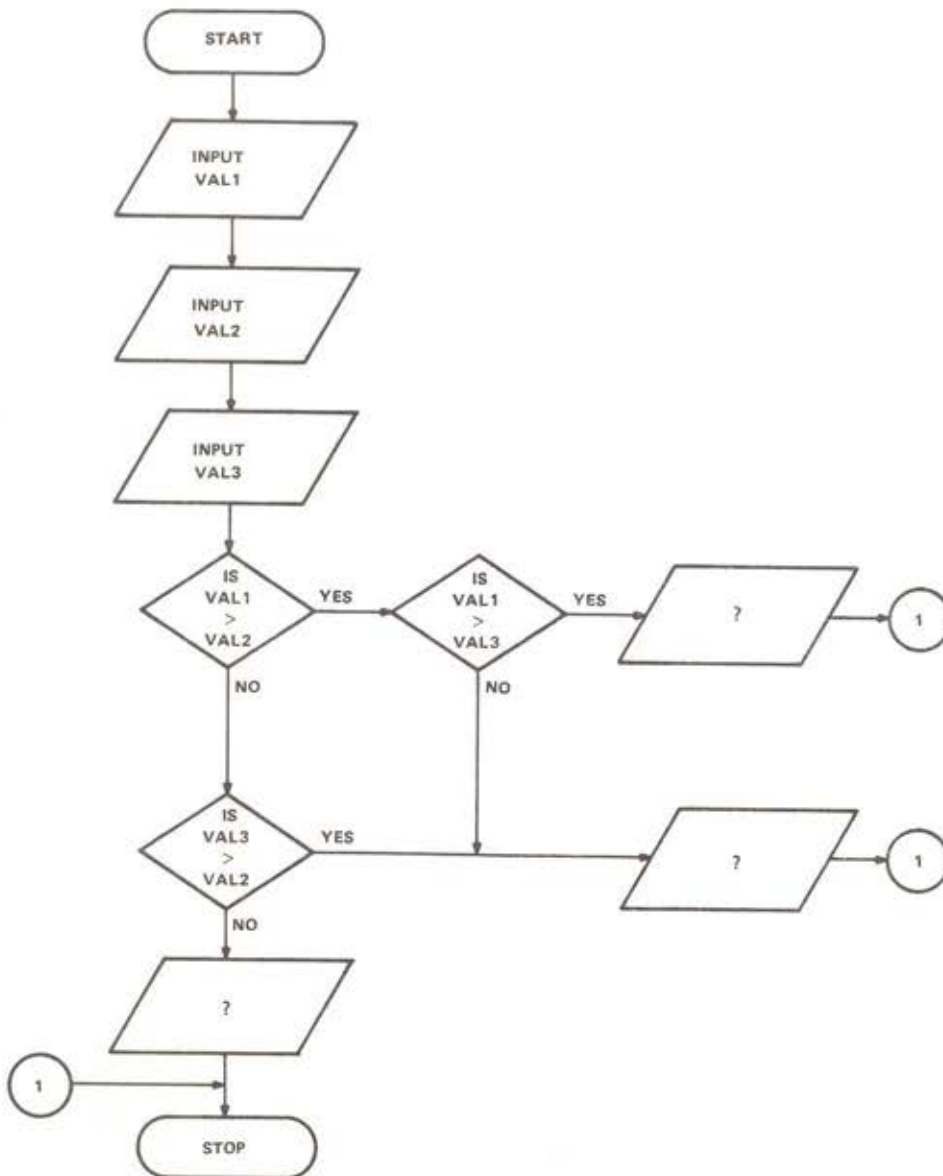 START
INPUT
VAL1
INPUT
VAL2
INPUT
VAL3
IS
VAL1
>
VAL2
YES
IS
VAL1
>
VAL3
YES
?
1
NO
NO
IS
VAL3
>
VAL2
YES
?
1
NO
?
1
STOP